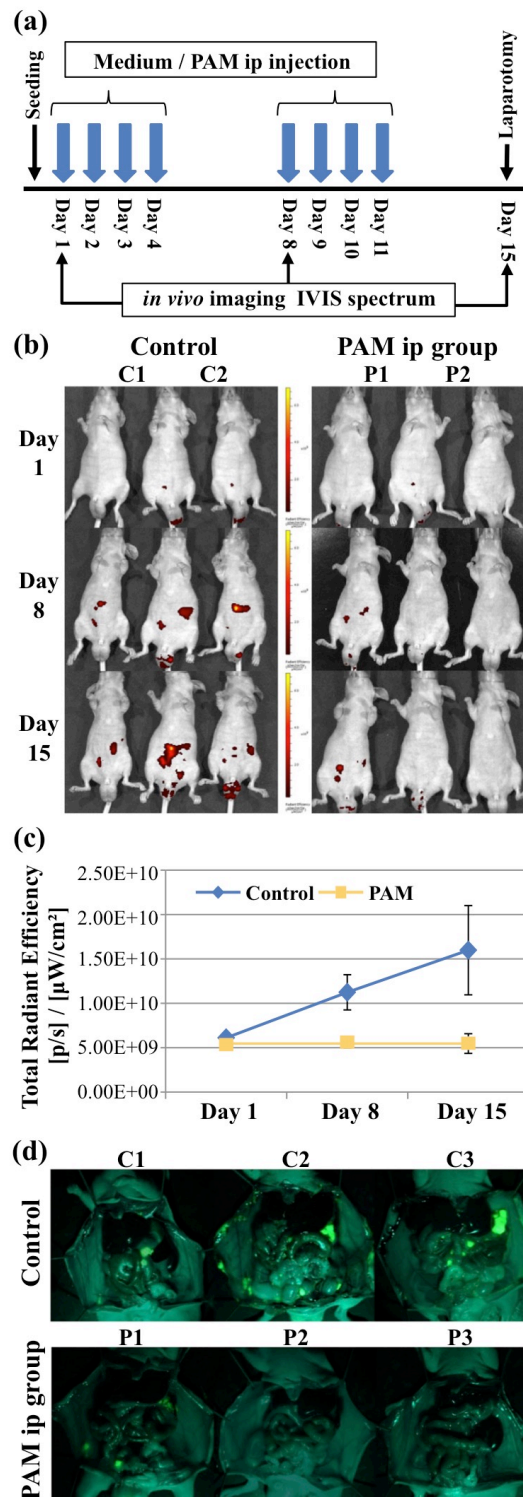 (a)
Medium / PAM ip injection
Seeding
Laparotomy
Day 1
Day 2
Day 3
Day 4
Day 8
Day 9
Day 10
Day 11
Day 15
in vivo imaging IVIS spectrum
(b)
Control
PAM ip group
C1 C2
P1 P2
Day
1
Day
8
Day
15
(c)
Total Radiant Efficiency
[p/s] / [µW/cm²]
2.50E+10
2.00E+10
1.50E+10
1.00E+10
5.00E+09
0.00E+00
Control PAM
Day 1 Day 8 Day 15
(d)
C1 C2 C3
Control
P1 P2 P3
PAM ip group